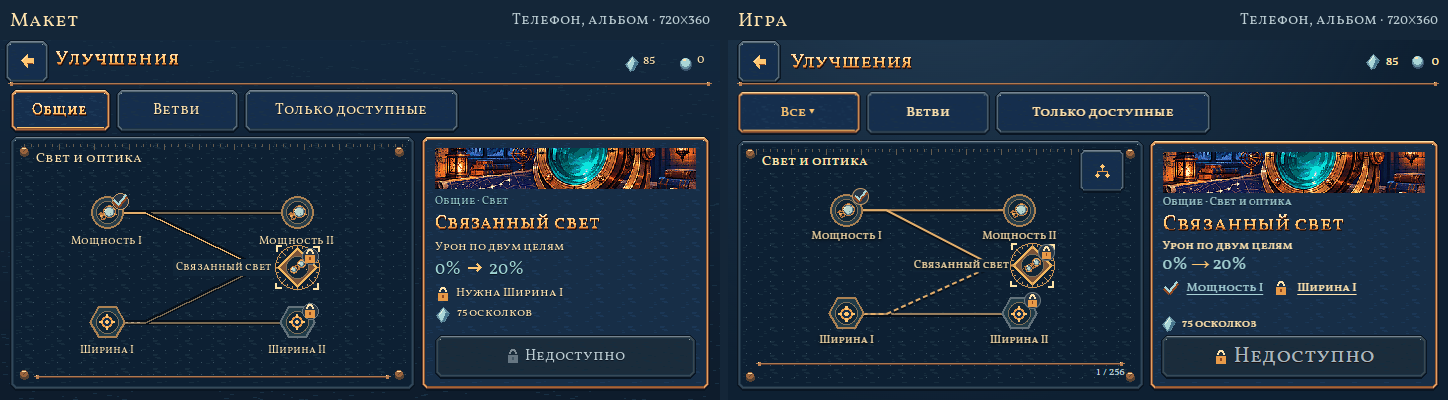 Макет
Телефон, альбом · 720×360
Улучшения
85
0
Общие
Ветви
Только доступные
Свет и оптика
Мощность I
Мощность II
Связанный свет
Ширина I
Ширина II
Общие · Свет
Связанный свет
Урон по двум целям
0% → 20%
Нужна Ширина I
75 осколков
Недоступно
Игра
Телефон, альбом · 720×360
Улучшения
85
0
Все ▾
Ветви
Только доступные
Свет и оптика
Мощность I
Мощность II
Связанный свет
Ширина I
Ширина II
1 / 256
Общие · Свет и оптика
Связанный свет
Урон по двум целям
0% → 20%
Мощность I
Ширина I
75 осколков
Недоступно